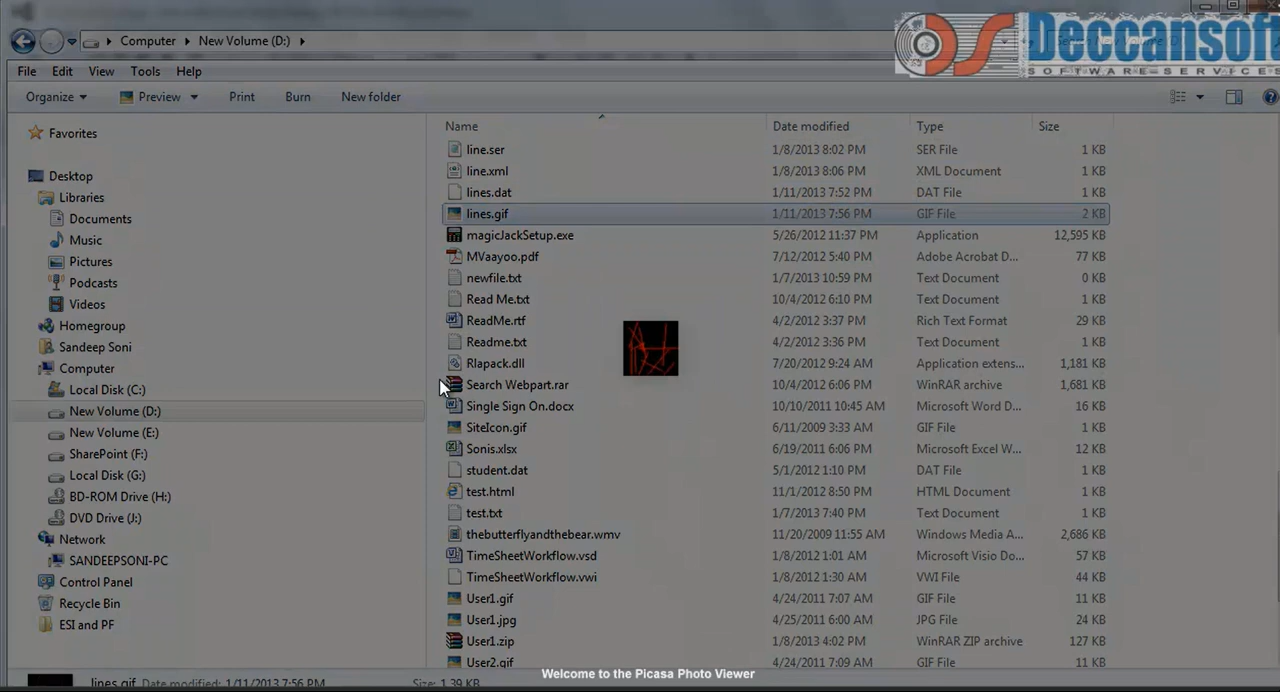 Computer New Volume (D:)
Deccansoft
SOFTWARE SERVICES
File Edit View Tools Help
Organize Preview Print Burn New folder
Favorites
Desktop
Libraries
Documents
Music
Pictures
Podcasts
Videos
Homegroup
Sandeep Soni
Computer
Local Disk (C:)
New Volume (D:)
New Volume (E:)
SharePoint (F:)
Local Disk (G:)
BD-ROM Drive (H:)
DVD Drive (J:)
Network
SANDEEPSONI-PC
Control Panel
Recycle Bin
ESI and PF
Name Date modified Type Size
line.ser 1/8/2013 8:02 PM SER File 1 KB
line.xml 1/8/2013 8:06 PM XML Document 1 KB
lines.dat 1/11/2013 7:52 PM DAT File 1 KB
lines.gif 1/11/2013 7:56 PM GIF File 2 KB
magicJackSetup.exe 5/26/2012 11:37 PM Application 12,595 KB
MVaayoo.pdf 7/12/2012 5:40 PM Adobe Acrobat D... 77 KB
newfile.txt 1/7/2013 10:59 PM Text Document 0 KB
Read Me.txt 10/4/2012 6:10 PM Text Document 1 KB
ReadMe.rtf 4/2/2012 3:37 PM Rich Text Format 29 KB
Readme.txt 4/2/2012 3:36 PM Text Document 1 KB
Rlapack.dll 7/20/2012 9:24 AM Application extens... 1,181 KB
Search Webpart.rar 10/4/2012 6:06 PM WinRAR archive 1,681 KB
Single Sign On.docx 10/10/2011 10:45 AM Microsoft Word D... 16 KB
SiteIcon.gif 6/11/2009 3:33 AM GIF File 1 KB
Sonis.xlsx 6/19/2011 6:06 PM Microsoft Excel W... 12 KB
student.dat 5/1/2012 1:10 PM DAT File 1 KB
test.html 11/1/2012 8:50 PM HTML Document 1 KB
test.txt 1/7/2013 7:40 PM Text Document 1 KB
thebutterflyandthebear.wmv 11/20/2009 11:55 AM Windows Media A... 2,686 KB
TimeSheetWorkflow.vsd 1/8/2012 1:01 AM Microsoft Visio Do... 57 KB
TimeSheetWorkflow.vwi 1/8/2012 1:30 AM VWI File 44 KB
User1.gif 4/24/2011 7:07 AM GIF File 11 KB
User1.jpg 4/25/2011 6:00 AM JPG File 24 KB
User1.zip 1/8/2013 4:02 PM WinRAR ZIP archive 127 KB
User2.gif 4/24/2011 7:09 AM GIF File 11 KB
Welcome to the Picasa Photo Viewer
lines.gif Date modified: 1/11/2013 7:56 PM Size: 1.39 KB